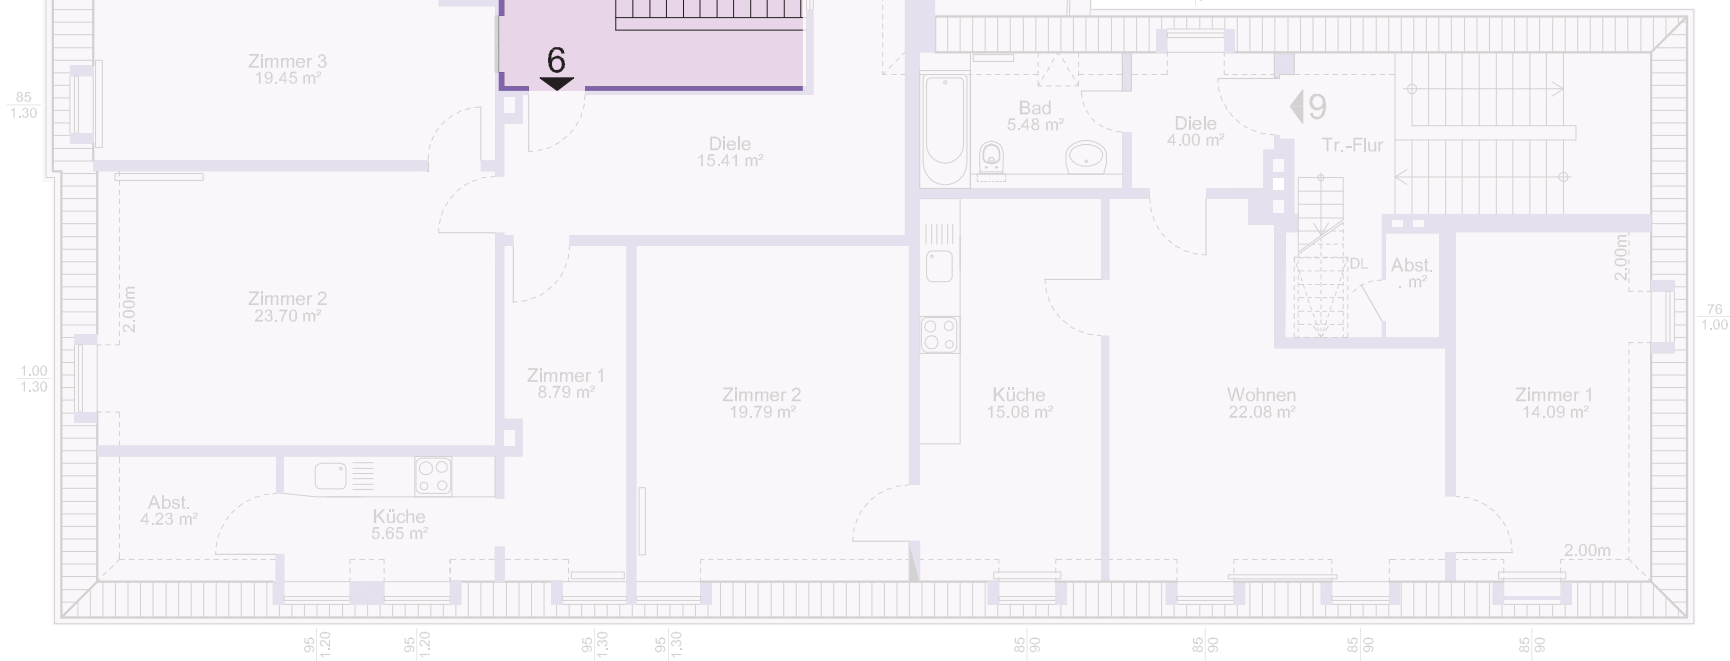 6
Zimmer 3
19.45 m²
85
1.30
Bad
5.48 m²
Diele
4.00 m²
9
Tr.-Flur
Diele
15.41 m²
Zimmer 2
23.70 m²
2.00m
DL
Abst.
. m²
2.00m
76
1.00
1.00
1.30
Zimmer 1
8.79 m²
Zimmer 2
19.79 m²
Küche
15.08 m²
Wohnen
22.08 m²
Zimmer 1
14.09 m²
Abst.
4.23 m²
Küche
5.65 m²
2.00m
95
1.20
95
1.20
95
1.30
95
1.30
85
90
85
90
85
90
85
90